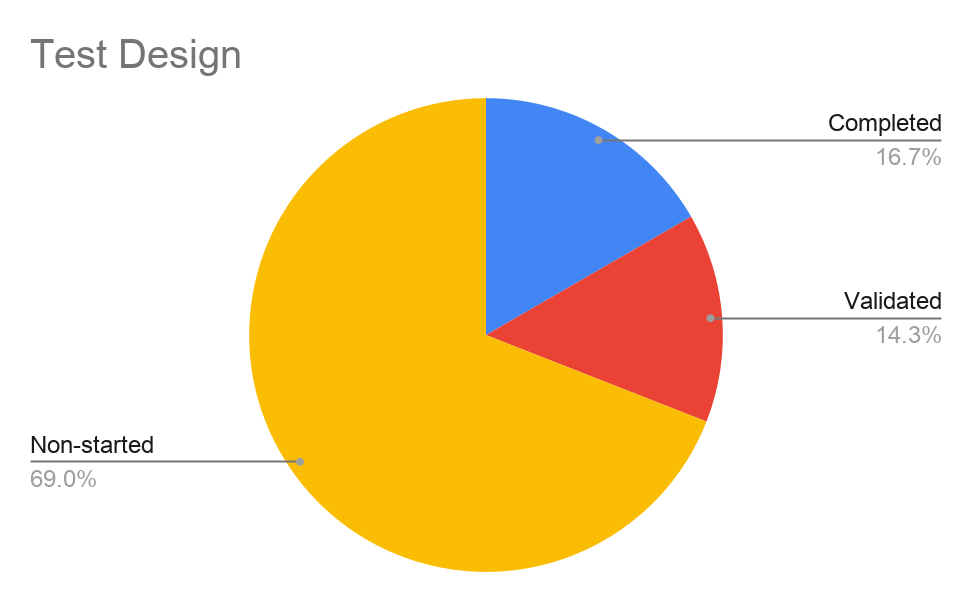 Test Design
Completed
16.7%
Validated
14.3%
Non-started
69.0%